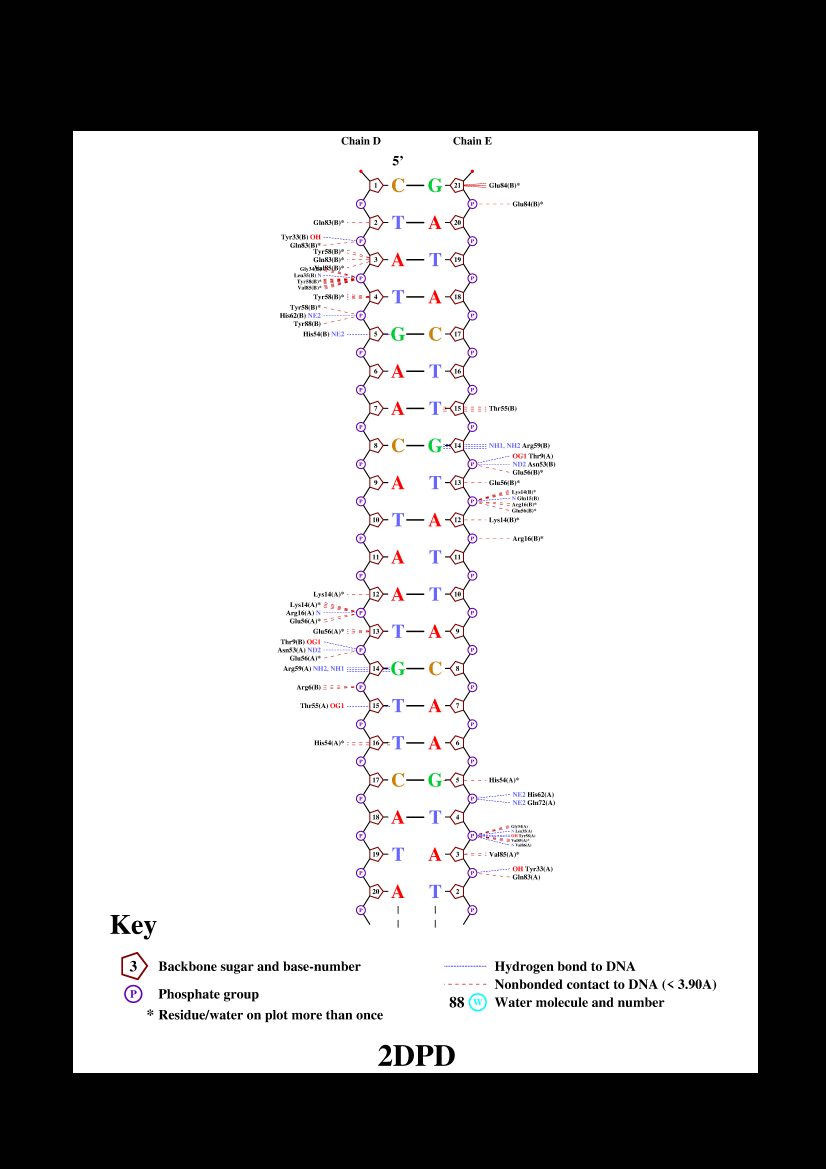 Chain D Chain E
5’
1 C G 21 Glu84(B)*
P P Glu84(B)*
Gln83(B)* 2 T A 20
Tyr33(B) OH P P
Gln83(B)*
Tyr58(B)*
Gln83(B)* 3 A T 19
Val85(B)*
Leu35(B) N P P
Tyr58(B)*
Val85(B)*
Tyr58(B)* 4 T A 18
Tyr58(B)*
His62(B) NE2 P P
Tyr88(B)
His54(B) NE2 5 G C 17
P P
6 A T 16
P P
7 A T 15 Thr55(B)
P P
8 C G 14 NH1, NH2 Arg59(B)
OG1 Thr9(A)
P P ND2 Asn53(B)
Glu56(B)*
9 A T 13 Glu56(B)*
Lys14(B)*
P P N Gln15(B)
Arg16(B)*
Glu56(B)*
10 T A 12 Lys14(B)*
P P Arg16(B)*
11 A T 11
P P
Lys14(A)* 12 A T 10
Lys14(A)*
Arg16(A) N P P
Glu56(A)*
Glu56(A)* 13 T A 9
Thr9(B) OG1
Asn53(A) ND2 P P
Glu56(A)*
Arg59(A) NH2, NH1 14 G C 8
Arg6(B) P P
Thr55(A) OG1 15 T A 7
P P
His54(A)* 16 T A 6
P P
17 C G 5 His54(A)*
P P NE2 His62(A)
NE2 Gln72(A)
18 A T 4
Gly34(A)
N Leu35(A)
P P OH Tyr58(A)
Val85(A)*
N Val86(A)
19 T A 3 Val85(A)*
P P OH Tyr33(A)
Gln83(A)
20 A T 2
P P
Key
3 Backbone sugar and base-number
P Phosphate group
* Residue/water on plot more than once
Hydrogen bond to DNA
Nonbonded contact to DNA (< 3.90A)
88 W Water molecule and number
2DPD